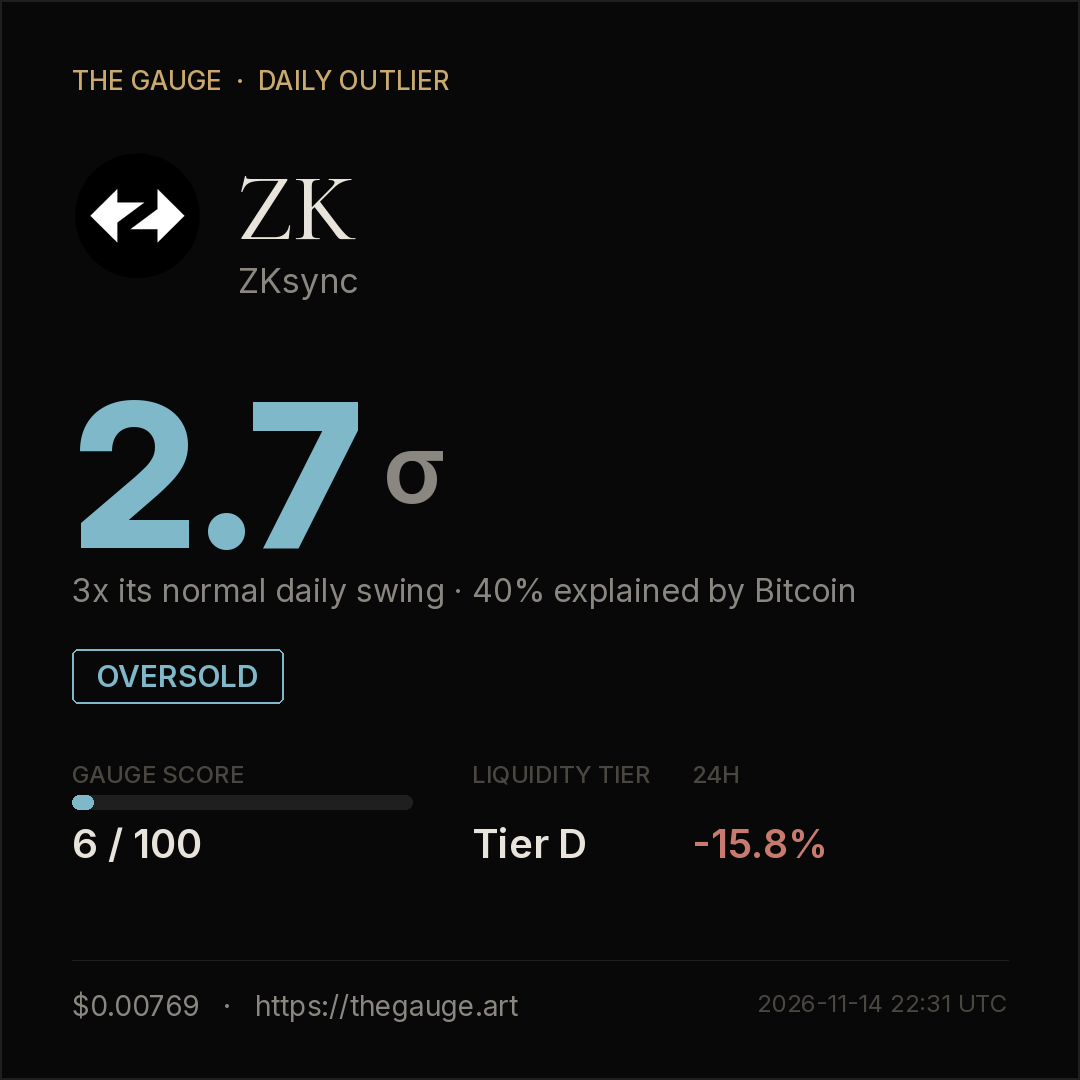 THE GAUGE · DAILY OUTLIER
ZK
ZKsync
2.7 σ
3x its normal daily swing · 40% explained by Bitcoin
OVERSOLD
GAUGE SCORE LIQUIDITY TIER 24H
6 / 100 Tier D -15.8%
$0.00769 · https://thegauge.art 2026-11-14 22:31 UTC